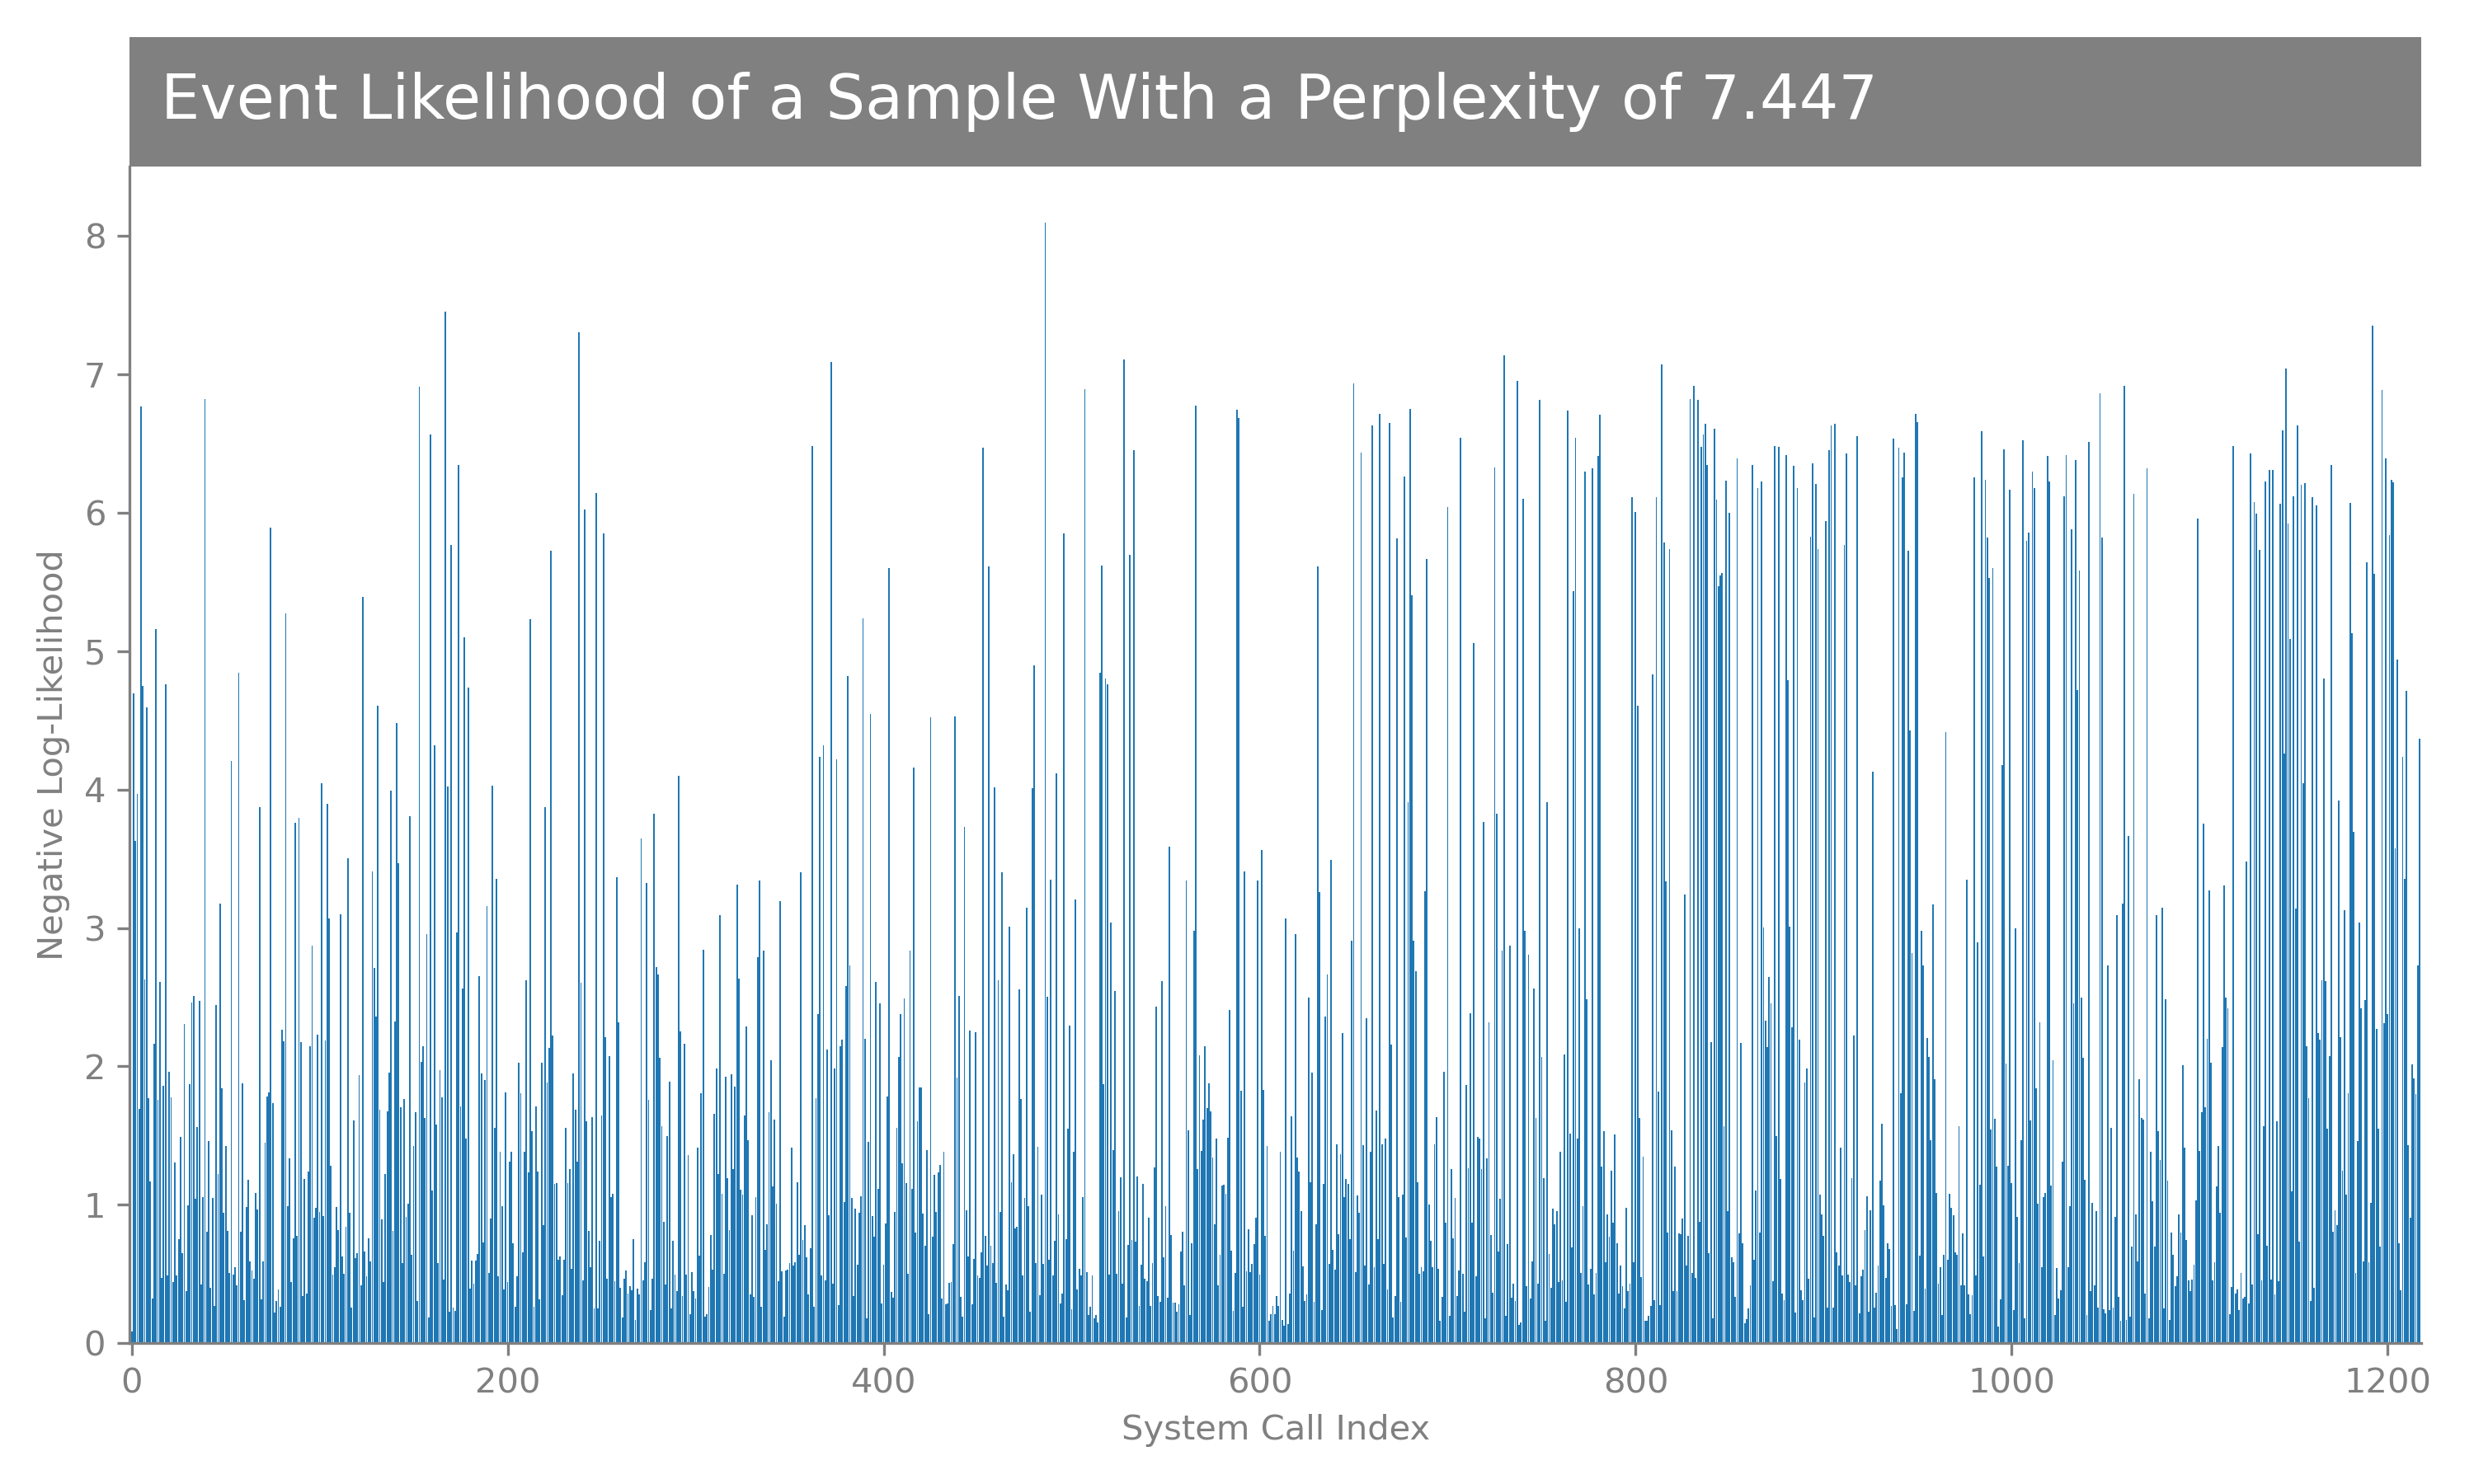 Event Likelihood of a Sample With a Perplexity of 7.447
8
7
6
5
4
3
2
1
0
Negative Log-Likelihood
0 200 400 600 800 1000 1200
System Call Index